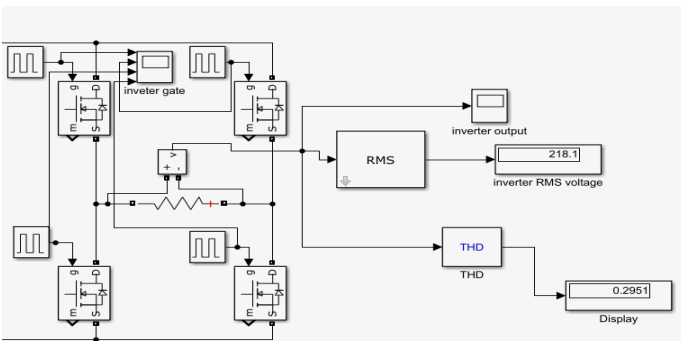 g
D
m
S
inveter gate
g
D
m
S
inverter output
v
+
-
RMS
218.1
inverter RMS voltage
g
D
m
S
g
D
m
S
THD
THD
0.2951
Display